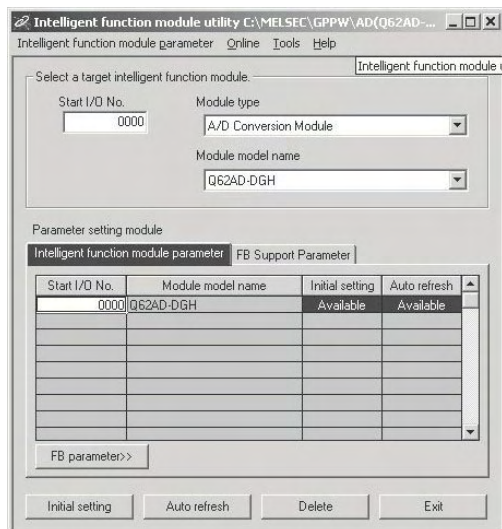 Intelligent function module utility C:\MELSEC\GPPW\AD(Q62AD-...
Intelligent function module parameter Online Tools Help
Intelligent function module
Select a target intelligent function module.
Start I/O No. Module type
0000 A/D Conversion Module
Module model name
Q62AD-DGH
Parameter setting module
Intelligent function module parameter FB Support Parameter
Start I/O No. Module model name Initial setting Auto refresh
0000 Q62AD-DGH Available Available
FB parameter>>
Initial setting Auto refresh Delete Exit